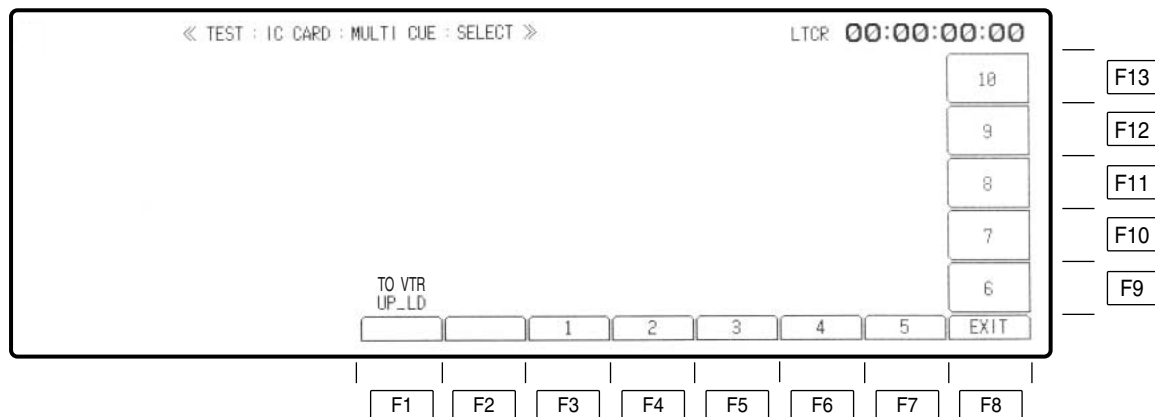 ≪ TEST : IC CARD : MULTI CUE : SELECT ≫ LTCR 00:00:00:00
10 F13
9 F12
8 F11
7 F10
6 F9
TO VTR
UP_LD
1 2 3 4 5 EXIT
F1 F2 F3 F4 F5 F6 F7 F8